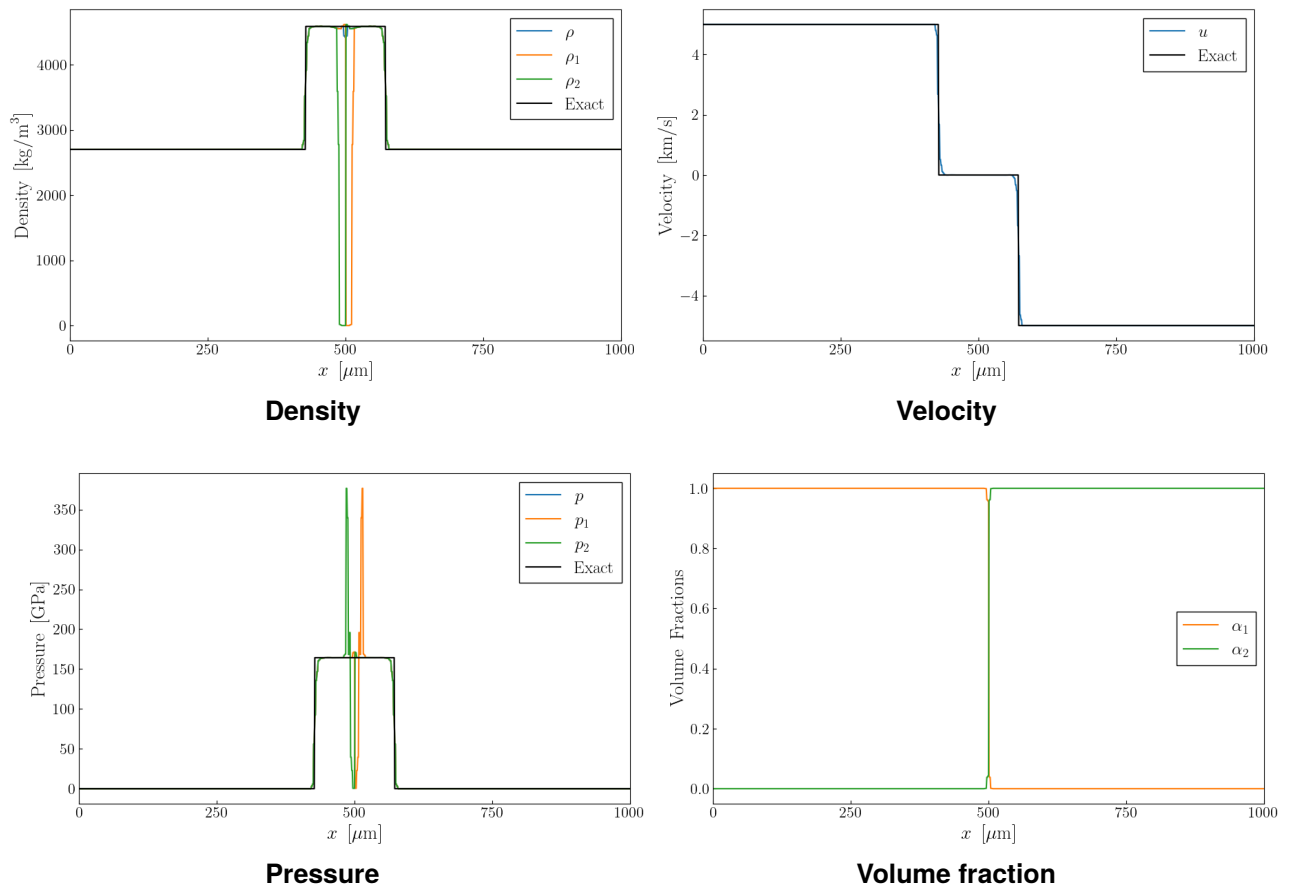 Density [kg/m³]
4000
3000
2000
1000
0
0
250
500
750
1000
x [μm]
ρ
ρ₁
ρ₂
Exact
Density
Velocity [km/s]
4
2
0
−2
−4
0
250
500
750
1000
x [μm]
u
Exact
Velocity
Pressure [GPa]
350
300
250
200
150
100
50
0
0
250
500
750
1000
x [μm]
p
p₁
p₂
Exact
Pressure
Volume Fractions
1.0
0.8
0.6
0.4
0.2
0.0
0
250
500
750
1000
x [μm]
α₁
α₂
Volume fraction